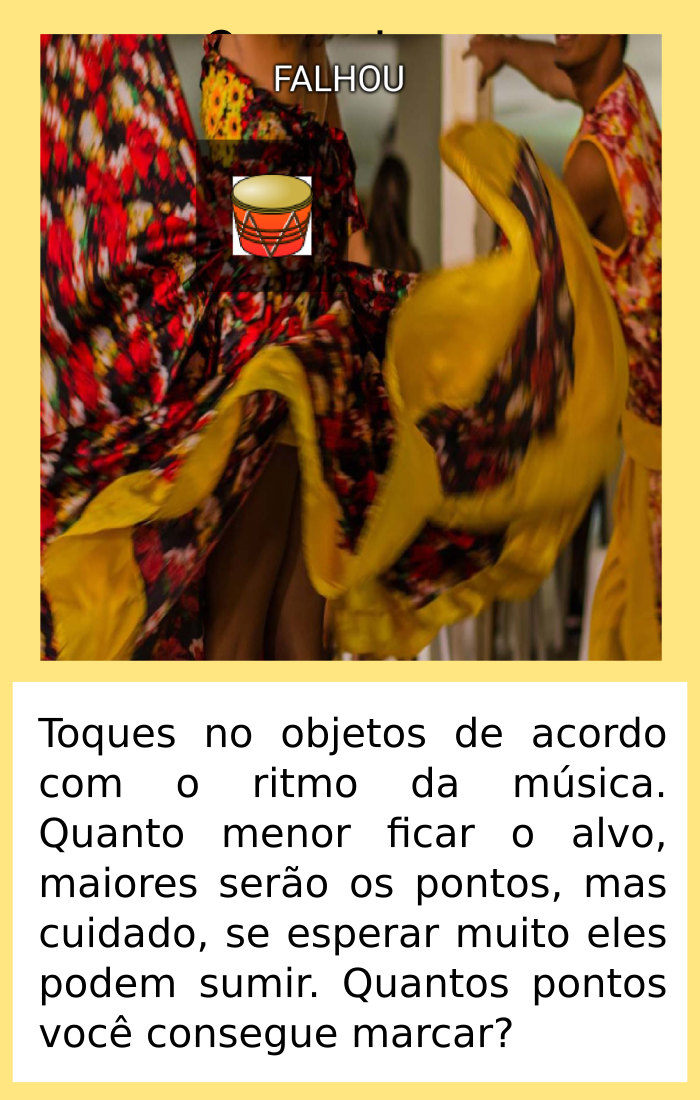 FALHOU
Toques no objetos de acordo
com o ritmo da música.
Quanto menor ficar o alvo,
maiores serão os pontos, mas
cuidado, se esperar muito eles
podem sumir. Quantos pontos
você consegue marcar?